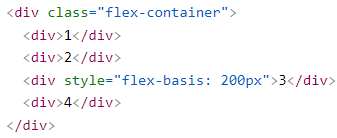 <div class="flex-container">
  <div>1</div>
  <div>2</div>
  <div style="flex-basis: 200px">3</div>
  <div>4</div>
</div>